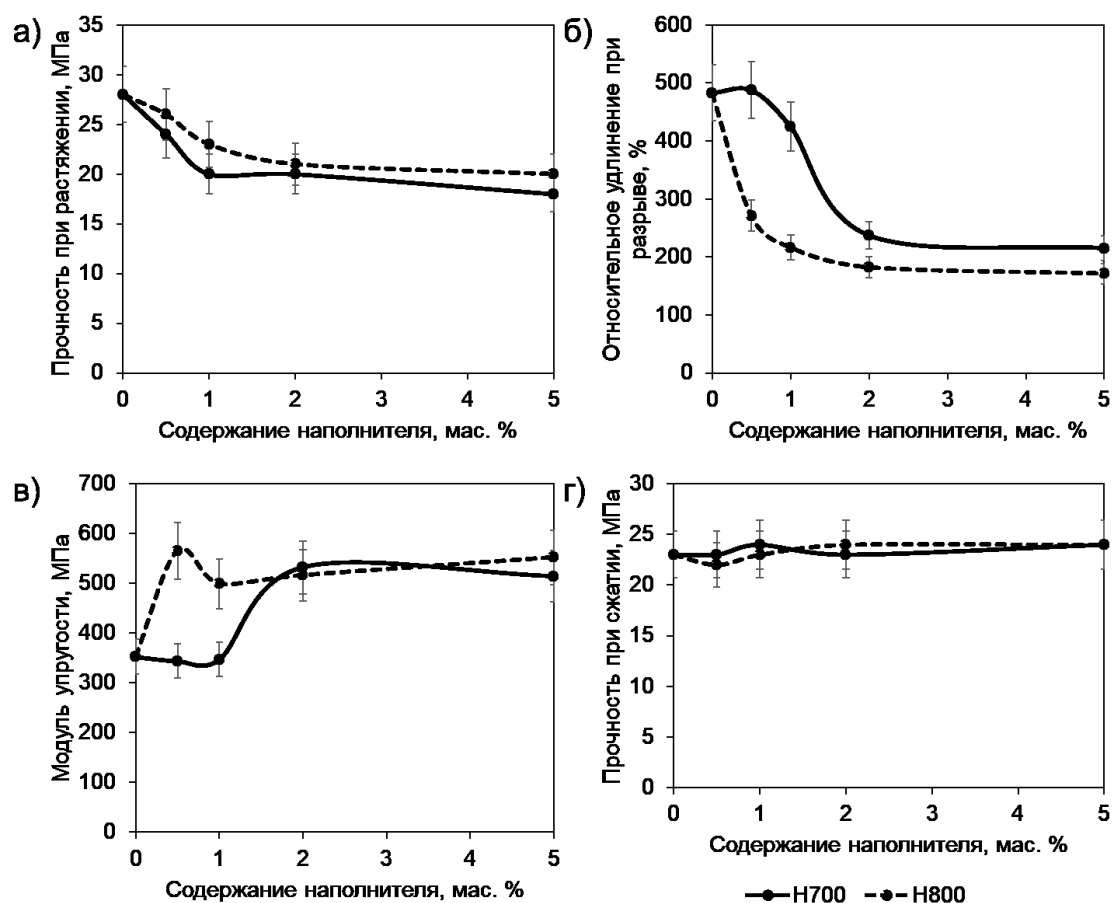 а)
Прочность при растяжении, МПа
35
30
25
20
15
10
5
0
0 1 2 3 4 5
Содержание наполнителя, мас. %
б)
Относительное удлинение при
разрыве, %
600
500
400
300
200
100
0
0 1 2 3 4 5
Содержание наполнителя, мас. %
в)
Модуль упругости, МПа
700
600
500
400
300
200
100
0
0 1 2 3 4 5
Содержание наполнителя, мас. %
г)
Прочность при сжатии, МПа
30
25
20
15
10
5
0
0 1 2 3 4 5
Содержание наполнителя, мас. %
Н700 Н800